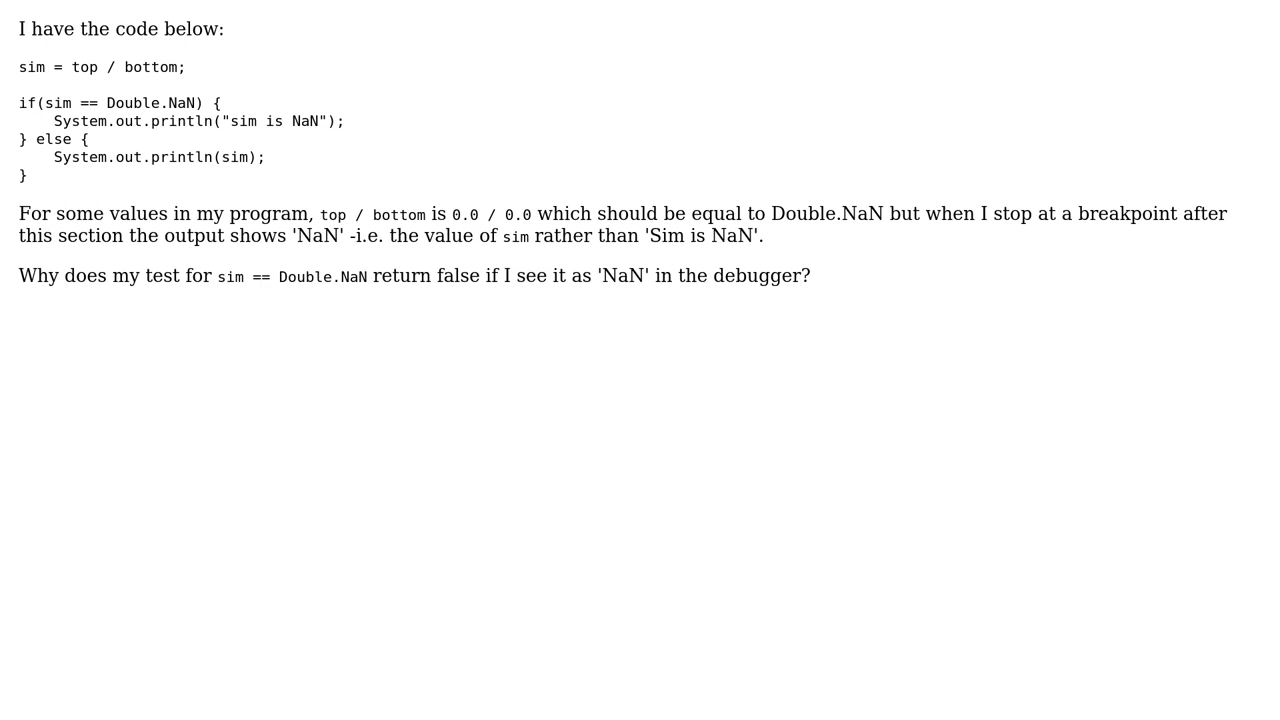 I have the code below:
sim = top / bottom;
if(sim == Double.NaN) {
    System.out.println("sim is NaN");
} else {
    System.out.println(sim);
}
For some values in my program, top / bottom is 0.0 / 0.0 which should be equal to Double.NaN but when I stop at a breakpoint after
this section the output shows 'NaN' -i.e. the value of sim rather than 'Sim is NaN'.
Why does my test for sim == Double.NaN return false if I see it as 'NaN' in the debugger?